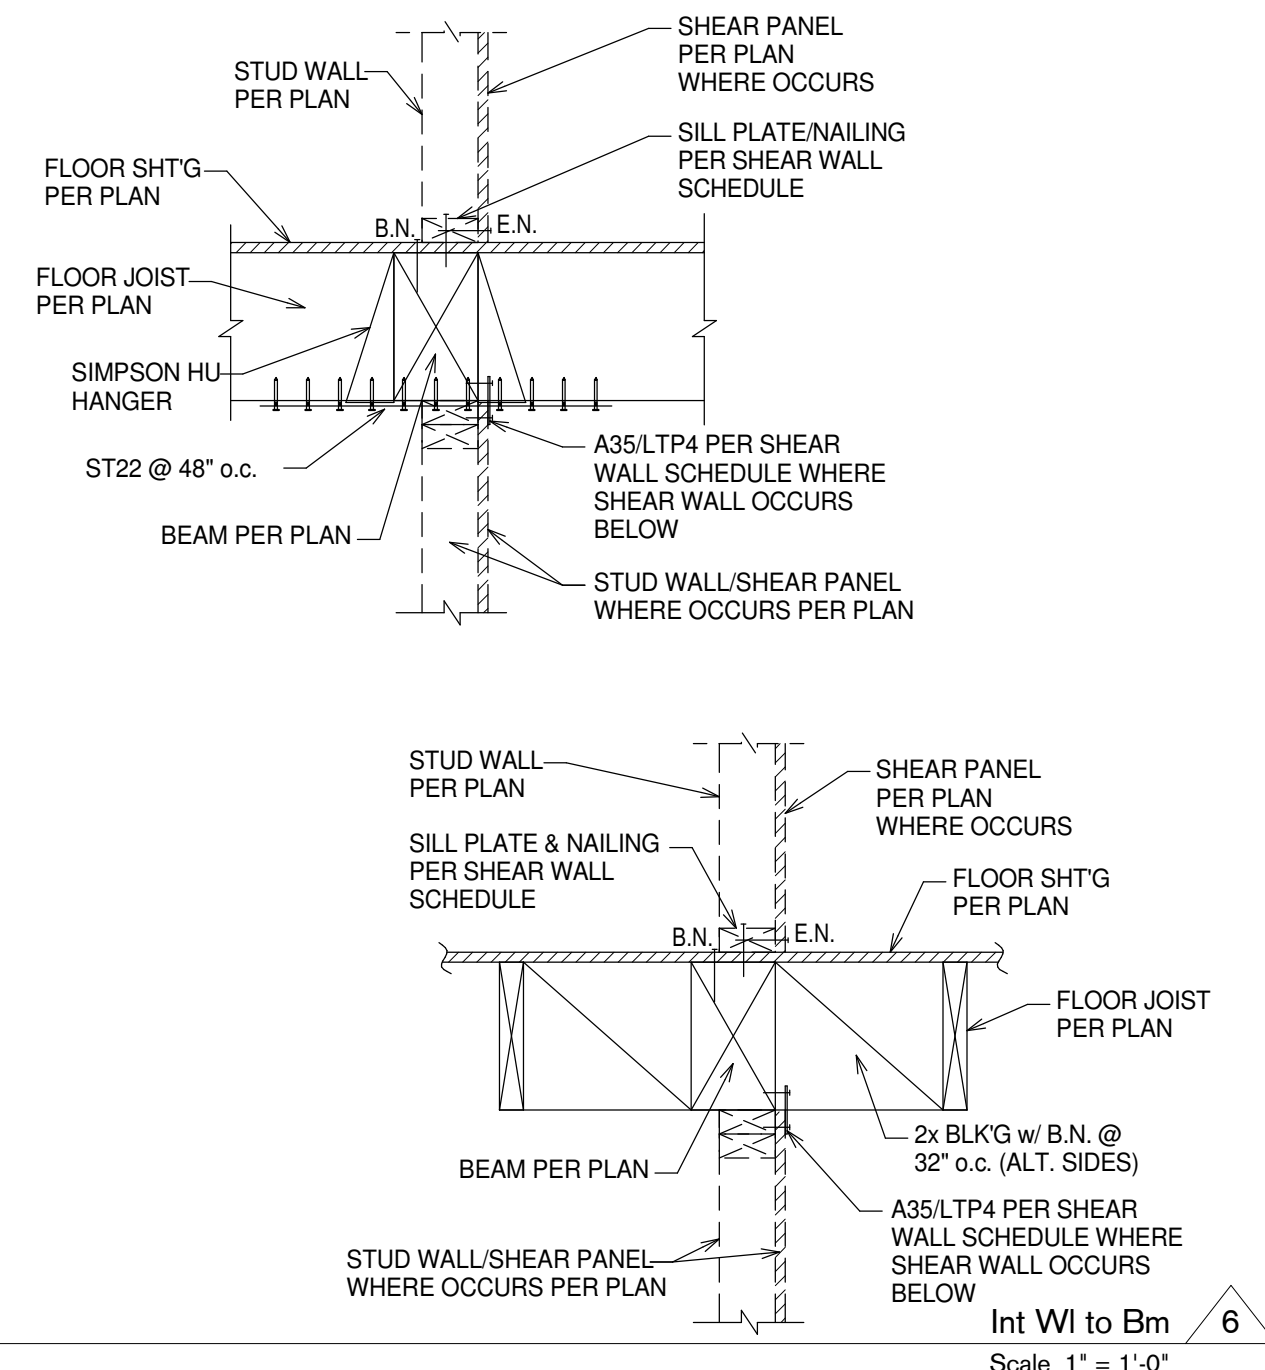 SHEAR PANEL
PER PLAN
WHERE OCCURS
STUD WALL
PER PLAN
SILL PLATE/NAILING
PER SHEAR WALL
SCHEDULE
FLOOR SHT'G
PER PLAN
B.N.
E.N.
FLOOR JOIST
PER PLAN
SIMPSON HU
HANGER
A35/LTP4 PER SHEAR
WALL SCHEDULE WHERE
SHEAR WALL OCCURS
BELOW
ST22 @ 48" o.c.
BEAM PER PLAN
STUD WALL/SHEAR PANEL
WHERE OCCURS PER PLAN
STUD WALL
PER PLAN
SHEAR PANEL
PER PLAN
WHERE OCCURS
SILL PLATE & NAILING
PER SHEAR WALL
SCHEDULE
FLOOR SHT'G
PER PLAN
B.N.
E.N.
FLOOR JOIST
PER PLAN
2x BLK'G w/ B.N. @
32" o.c. (ALT. SIDES)
BEAM PER PLAN
A35/LTP4 PER SHEAR
WALL SCHEDULE WHERE
SHEAR WALL OCCURS
BELOW
STUD WALL/SHEAR PANEL
WHERE OCCURS PER PLAN
Int Wl to Bm
6
Scale 1" = 1'-0"